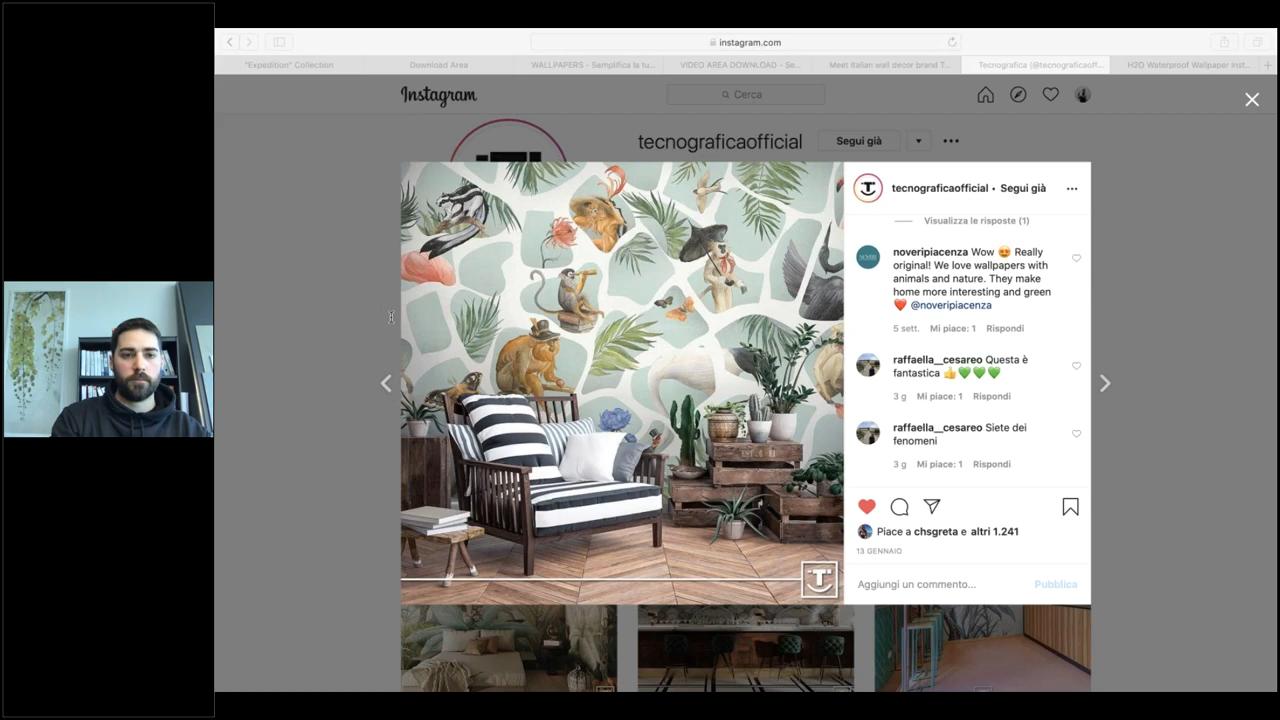 instagram.com
"Expedition" Collection
Download Area
WALLPAPERS - Semplifica la tu...
VIDEO AREA DOWNLOAD - Se...
Meet Italian wall decor brand T...
Tecnografica (@tecnograficaoff...
H2O Waterproof Wallpaper Inst...
Instagram
Cerca
tecnograficaofficial
Segui già
tecnograficaofficial • Segui già
Visualizza le risposte (1)
noveripiacenza Wow 😍 Really
original! We love wallpapers with
animals and nature. They make
home more interesting and green
❤️ @noveripiacenza
5 sett. Mi piace: 1 Rispondi
raffaella__cesareo Questa è
fantastica 👍💚💚💚
3 g Mi piace: 1 Rispondi
raffaella__cesareo Siete dei
fenomeni
3 g Mi piace: 1 Rispondi
Piace a chsgreta e altri 1.241
13 GENNAIO
Aggiungi un commento...
Pubblica